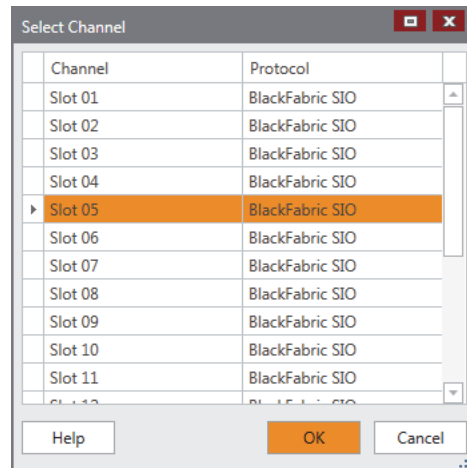 Select Channel
Channel Protocol
Slot 01 BlackFabric SIO
Slot 02 BlackFabric SIO
Slot 03 BlackFabric SIO
Slot 04 BlackFabric SIO
Slot 05 BlackFabric SIO
Slot 06 BlackFabric SIO
Slot 07 BlackFabric SIO
Slot 08 BlackFabric SIO
Slot 09 BlackFabric SIO
Slot 10 BlackFabric SIO
Slot 11 BlackFabric SIO
Help OK Cancel